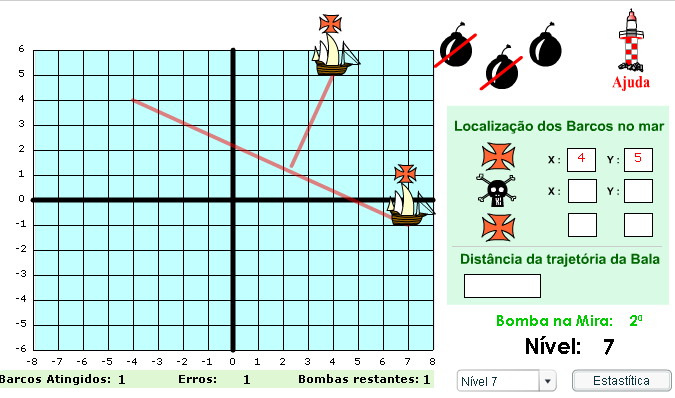 6
5
4
3
2
1
0
-1
-2
-3
-4
-5
-6
-8 -7 -6 -5 -4 -3 -2 -1 0 1 2 3 4 5 6 7 8
Barcos Atingidos: 1 Erros: 1 Bombas restantes: 1
Ajuda
Localização dos Barcos no mar
X : 4 Y : 5
X : Y :
Distância da trajetória da Bala
Bomba na Mira: 2ª
Nível: 7
Nível 7 Estastítica